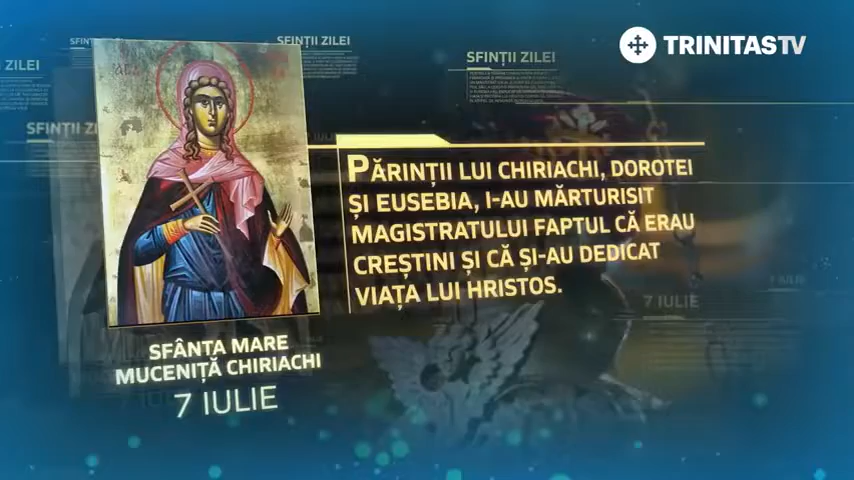 TRINITAS TV
SFINȚII ZILEI
SFINȚII ZILEI
ZILEI
SFINȚII ZI
PĂRINȚII LUI CHIRIACHI, DOROTEI
ȘI EUSEBIA, I-AU MĂRTURISIT
MAGISTRATULUI FAPTUL CĂ ERAU
CREȘTINI ȘI CĂ ȘI-AU DEDICAT
VIAȚA LUI HRISTOS.
7 IULIE
SFÂNTA MARE
MUCENIȚĂ CHIRIACHI
7 IULIE